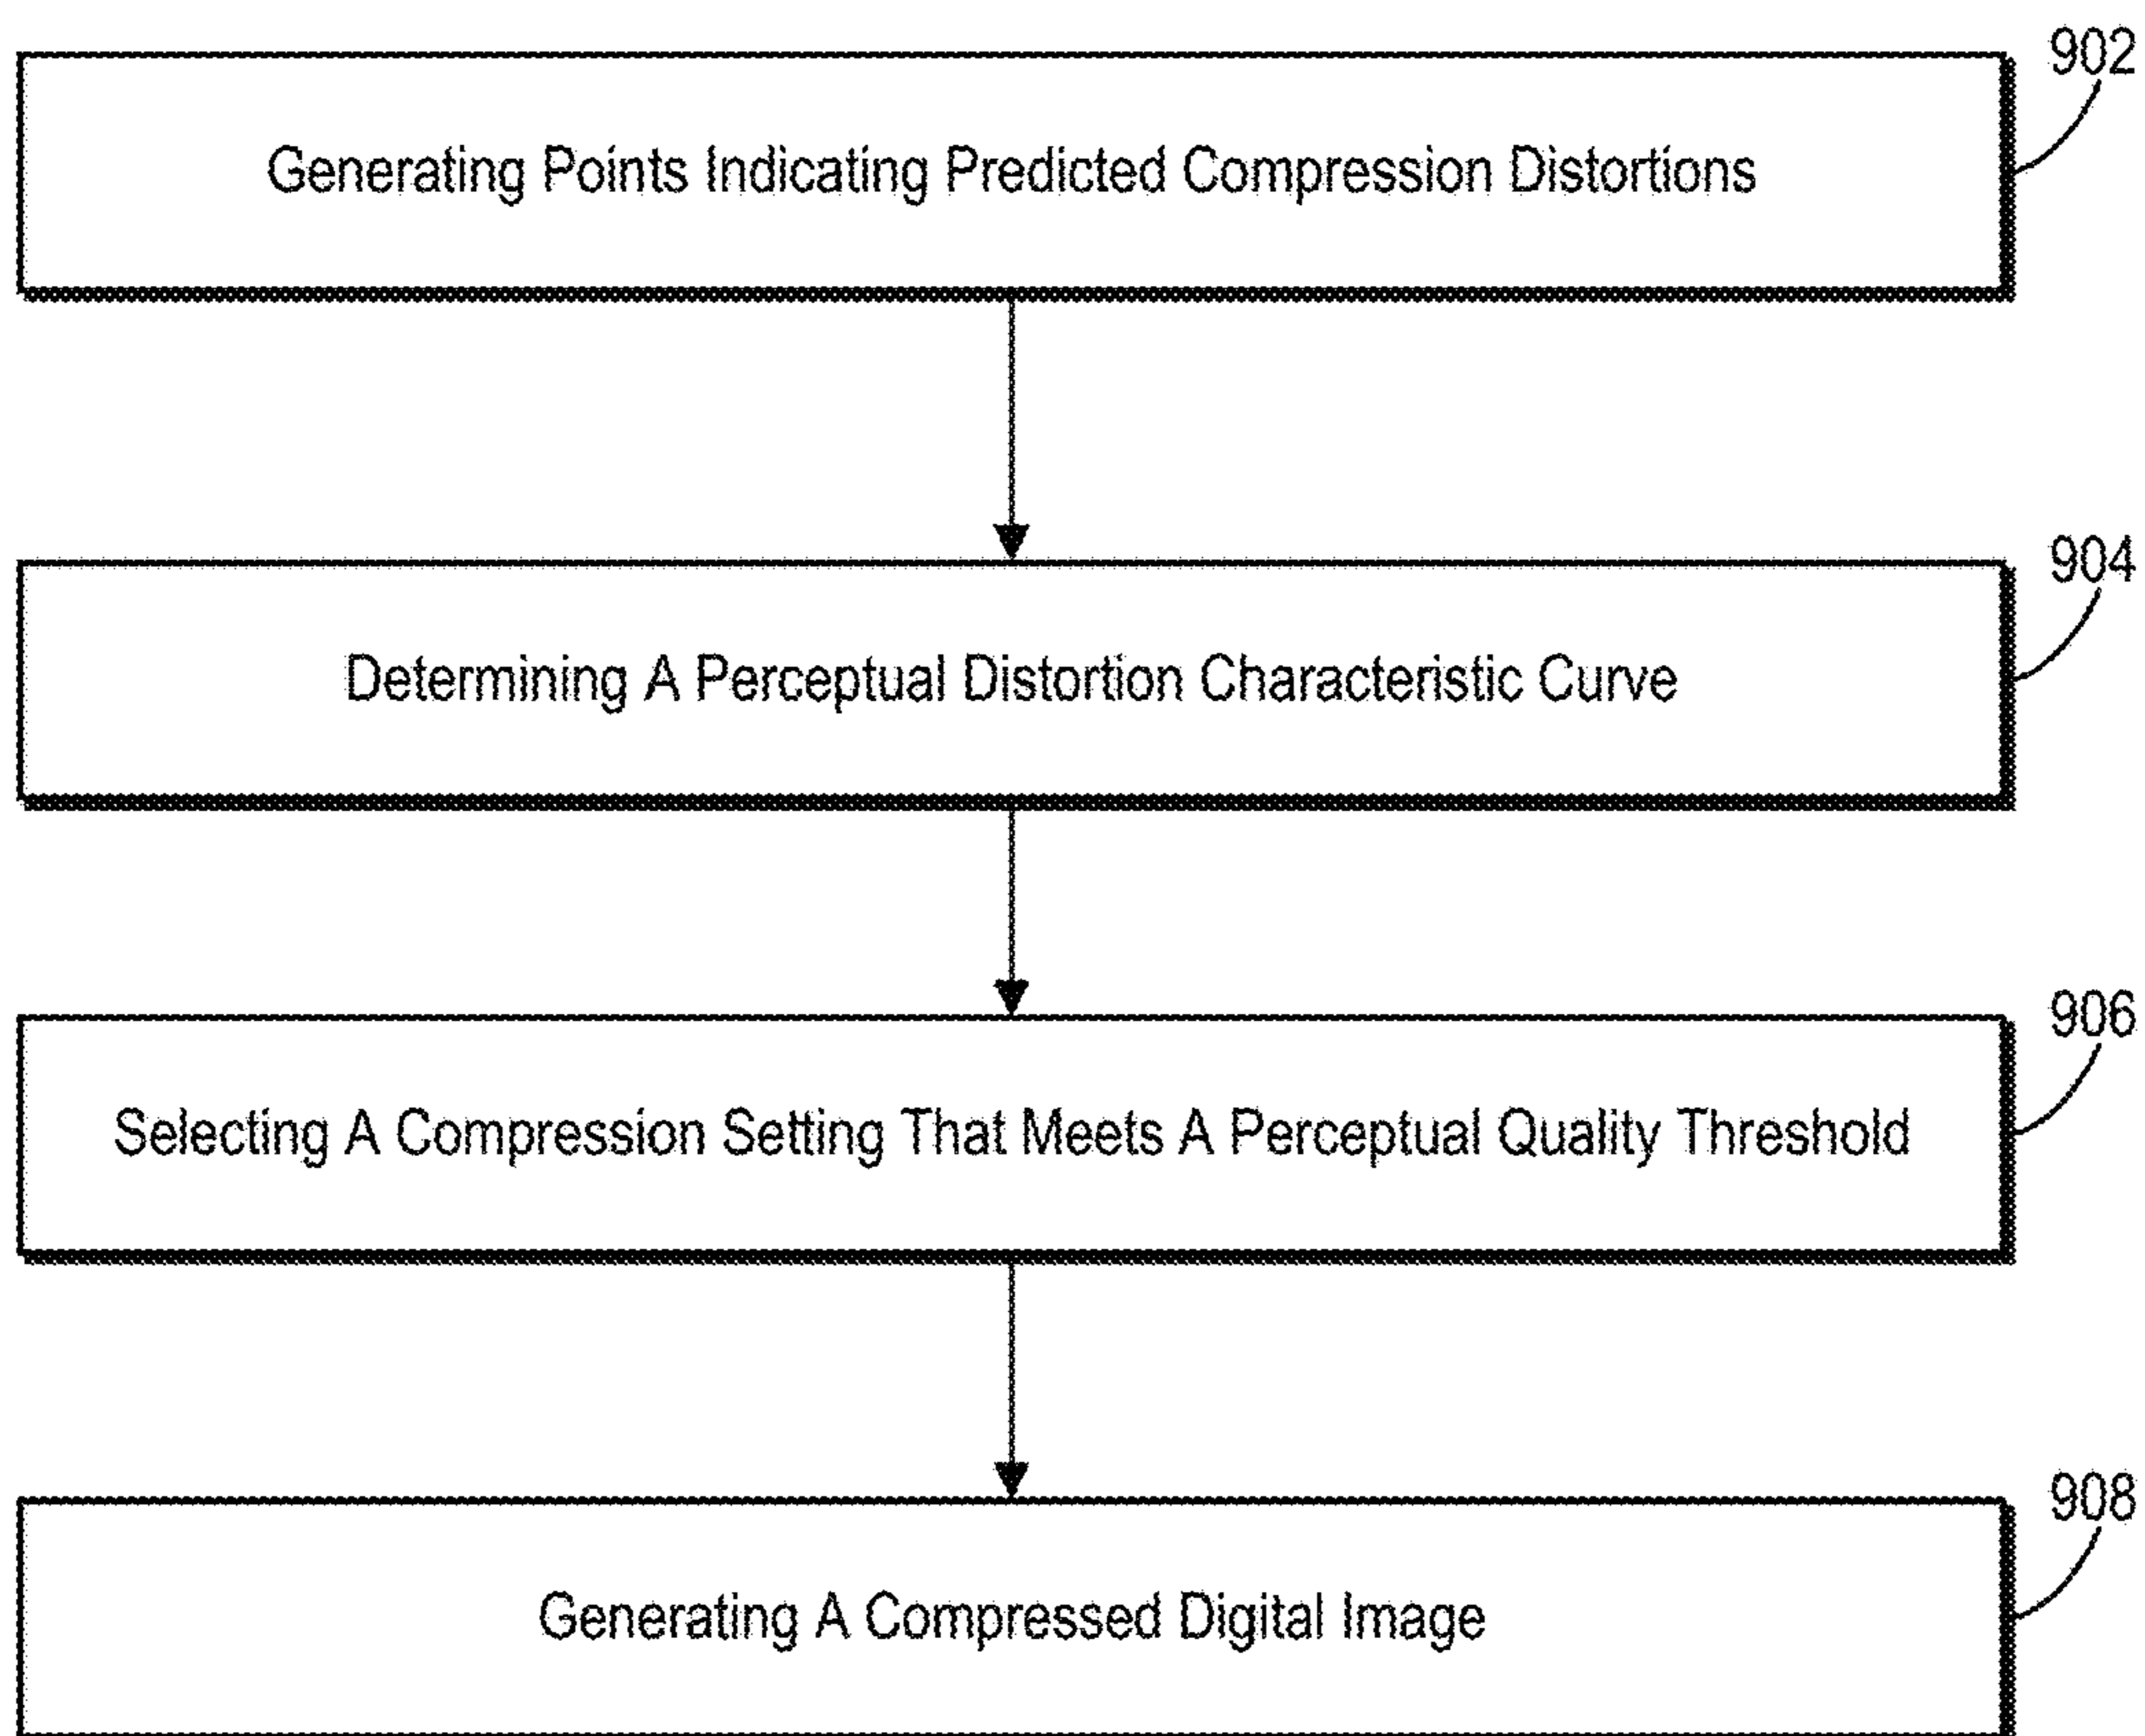 902
Generating Points Indicating Predicted Compression Distortions
904
Determining A Perceptual Distortion Characteristic Curve
906
Selecting A Compression Setting That Meets A Perceptual Quality Threshold
908
Generating A Compressed Digital Image